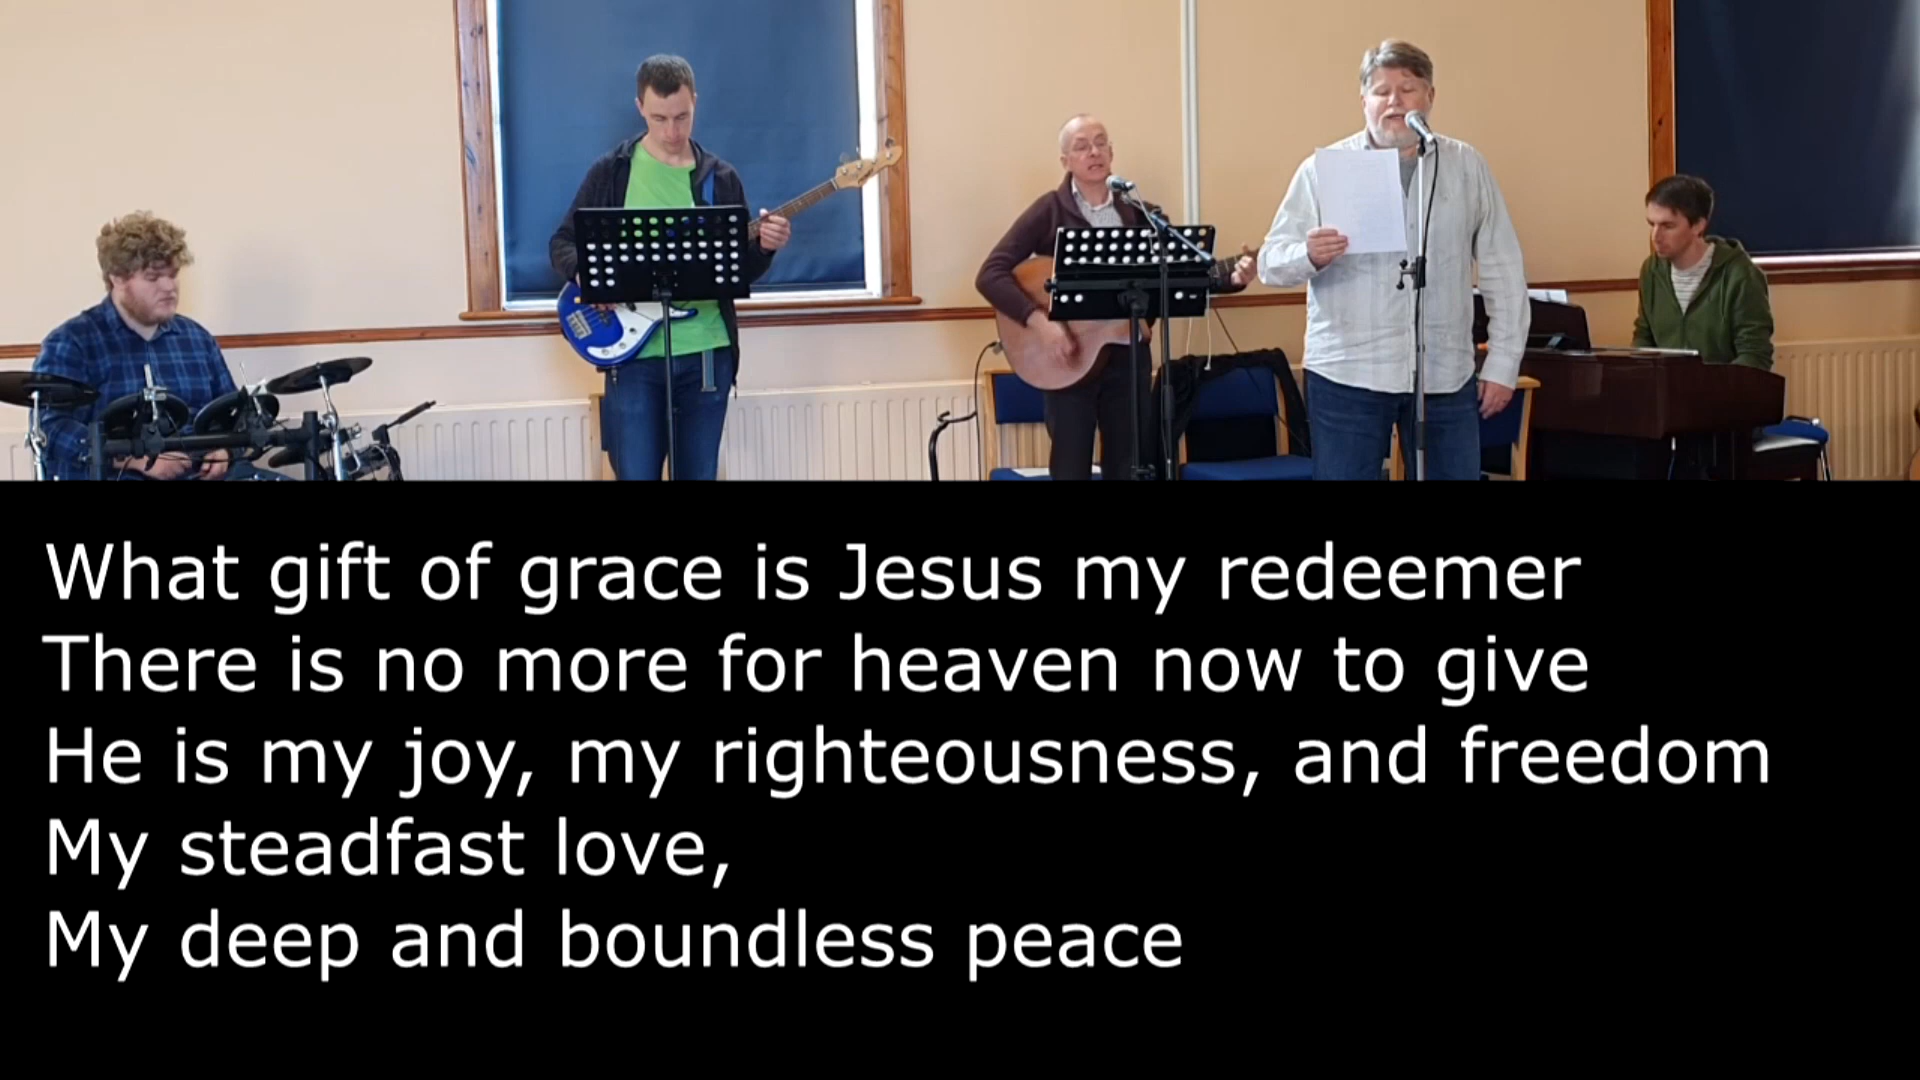 What gift of grace is Jesus my redeemer
There is no more for heaven now to give
He is my joy, my righteousness, and freedom
My steadfast love,
My deep and boundless peace